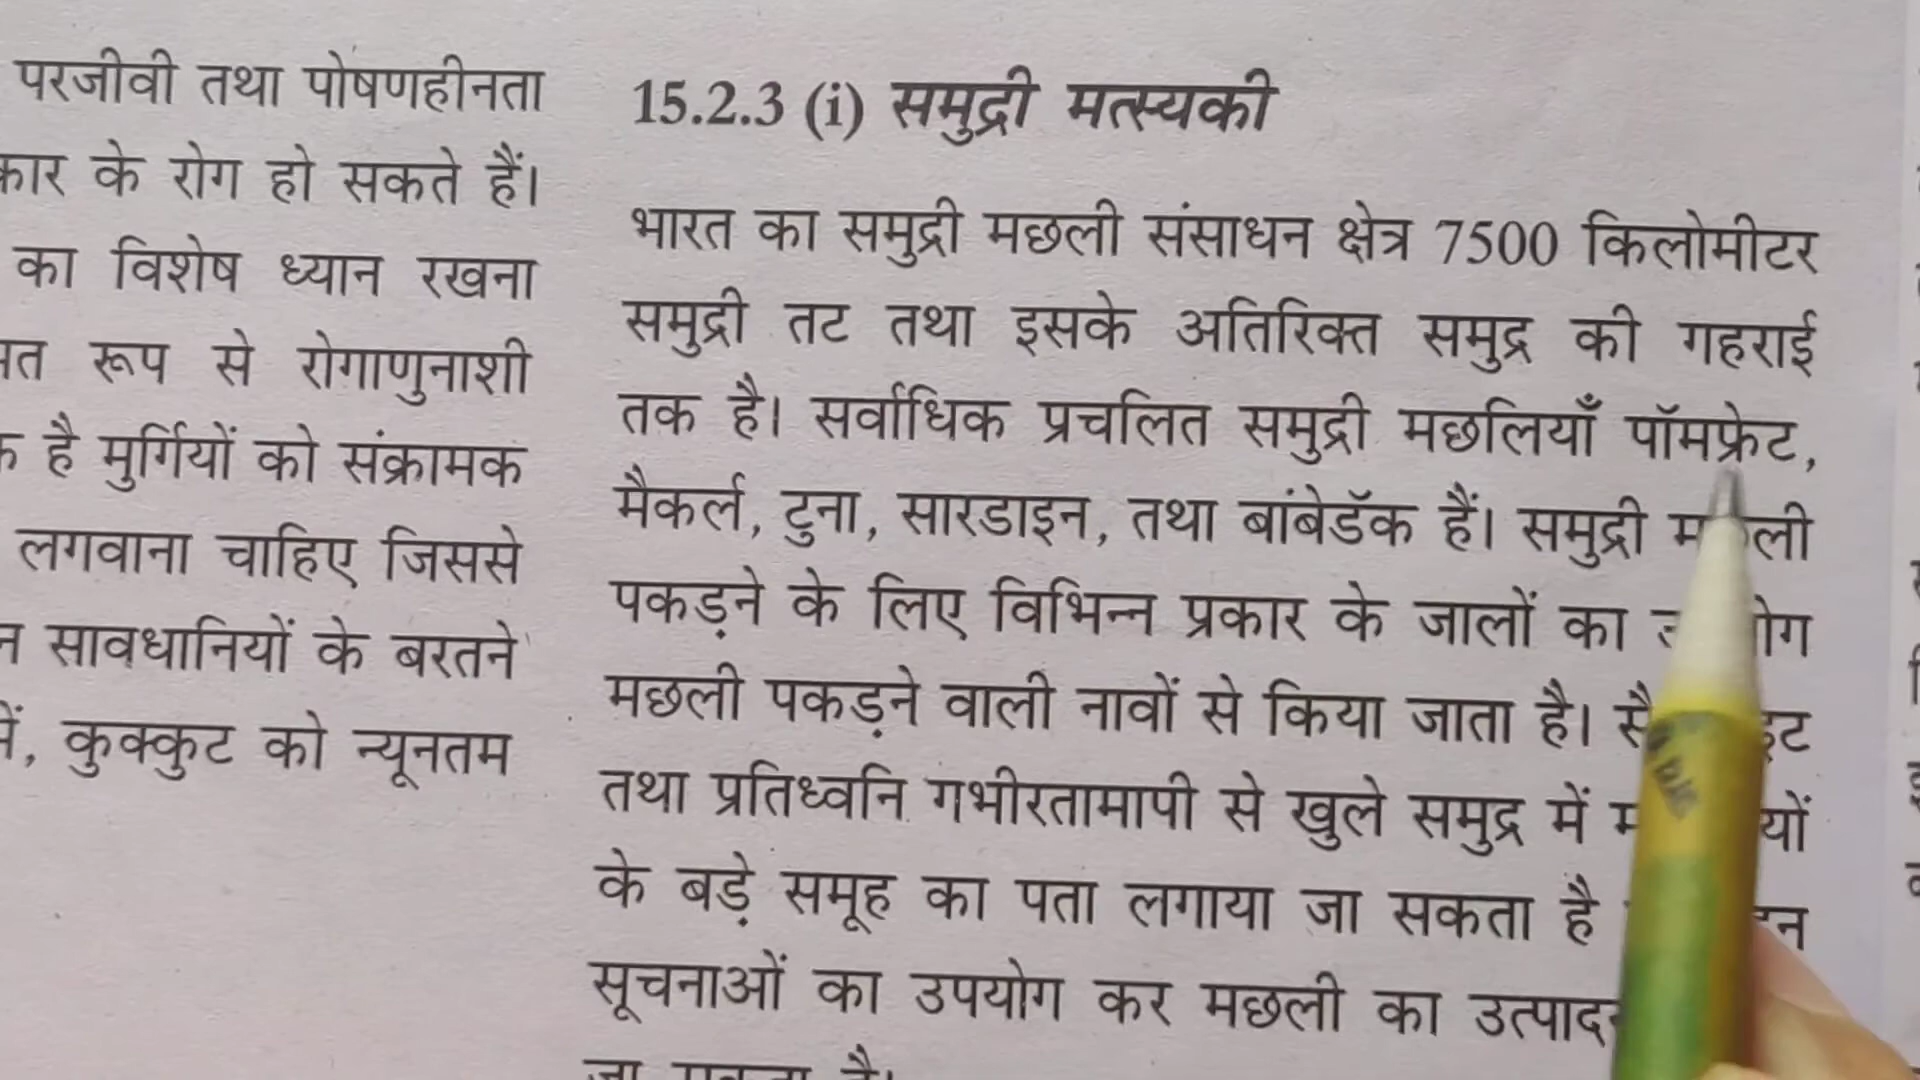 परजीवी तथा पोषणहीनता
के रोग हो सकते हैं।
का विशेष ध्यान रखना
रूप से रोगाणुनाशी
है मुर्गियों को संक्रामक
लगवाना चाहिए जिससे
सावधानियों के बरतने
कुक्कुट को न्यूनतम
15.2.3 (i) समुद्री मत्स्यकी
भारत का समुद्री मछली संसाधन क्षेत्र 7500 किलोमीटर
समुद्री तट तथा इसके अतिरिक्त समुद्र की गहराई
तक है। सर्वाधिक प्रचलित समुद्री मछलियाँ पॉमफ्रेट,
मैकर्ल, टुना, सारडाइन, तथा बांबेडॅक हैं। समुद्री
पकड़ने के लिए विभिन्न प्रकार के जालों का
मछली पकड़ने वाली नावों से किया जाता है।
तथा प्रतिध्वनि गभीरतामापी से खुले समुद्र में
के बड़े समूह का पता लगाया जा सकता है
सूचनाओं का उपयोग कर मछली का